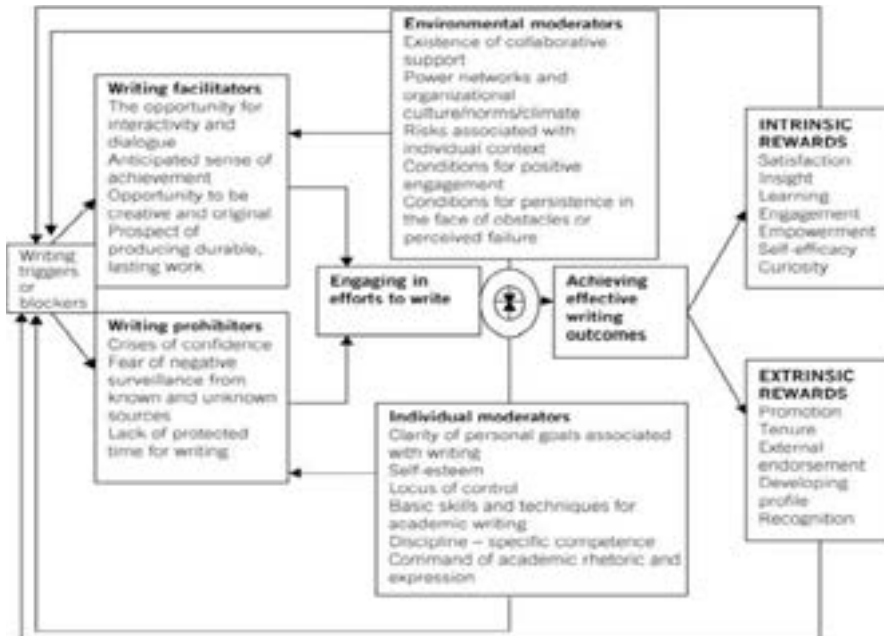 Writing
triggers
or
blockers
Writing facilitators
The opportunity for
interactivity and
dialogue
Anticipated sense of
achievement
Opportunity to be
creative and original
Prospect of
producing durable,
lasting work
Writing prohibitors
Crises of confidence
Fear of negative
surveillance from
known and unknown
sources
Lack of protected
time for writing
Environmental moderators
Existence of collaborative
support
Power networks and
organizational
culture/norms/climate
Risks associated with
individual context
Conditions for positive
engagement
Conditions for persistence in
the face of obstacles or
perceived failure
Engaging in
efforts to write
Achieving
effective
writing
outcomes
Individual moderators
Clarity of personal goals associated
with writing
Self-esteem
Locus of control
Basic skills and techniques for
academic writing
Discipline – specific competence
Command of academic rhetoric and
expression
INTRINSIC
REWARDS
Satisfaction
Insight
Learning
Engagement
Empowerment
Self-efficacy
Curiosity
EXTRINSIC
REWARDS
Promotion
Tenure
External
endorsement
Developing
profile
Recognition